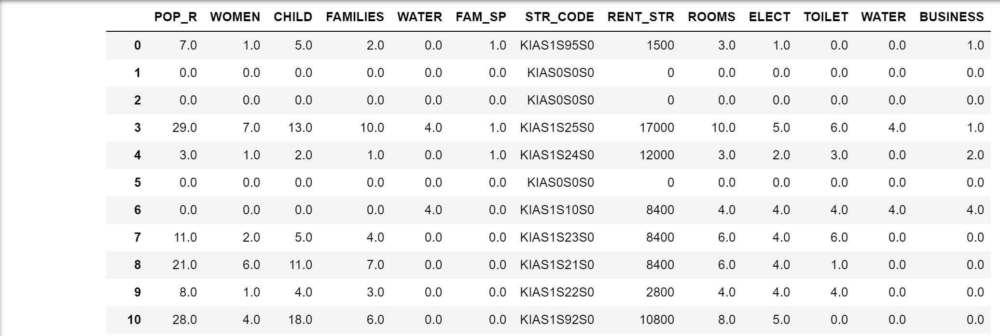 POP_R WOMEN CHILD FAMILIES WATER FAM_SP STR_CODE RENT_STR ROOMS ELECT TOILET WATER BUSINESS
0 7.0 1.0 5.0 2.0 0.0 1.0 KIAS1S95S0 1500 3.0 1.0 0.0 0.0 1.0
1 0.0 0.0 0.0 0.0 0.0 0.0 KIAS0S0S0 0 0.0 0.0 0.0 0.0 0.0
2 0.0 0.0 0.0 0.0 0.0 0.0 KIAS0S0S0 0 0.0 0.0 0.0 0.0 0.0
3 29.0 7.0 13.0 10.0 4.0 1.0 KIAS1S25S0 17000 10.0 5.0 6.0 4.0 1.0
4 3.0 1.0 2.0 1.0 0.0 1.0 KIAS1S24S0 12000 3.0 2.0 3.0 0.0 2.0
5 0.0 0.0 0.0 0.0 0.0 0.0 KIAS0S0S0 0 0.0 0.0 0.0 0.0 0.0
6 0.0 0.0 0.0 0.0 4.0 0.0 KIAS1S10S0 8400 4.0 4.0 4.0 4.0 4.0
7 11.0 2.0 5.0 4.0 0.0 0.0 KIAS1S23S0 8400 6.0 4.0 6.0 0.0 0.0
8 21.0 6.0 11.0 7.0 0.0 0.0 KIAS1S21S0 8400 6.0 4.0 1.0 0.0 0.0
9 8.0 1.0 4.0 3.0 0.0 0.0 KIAS1S22S0 2800 4.0 4.0 4.0 0.0 0.0
10 28.0 4.0 18.0 6.0 0.0 0.0 KIAS1S92S0 10800 8.0 5.0 0.0 0.0 0.0